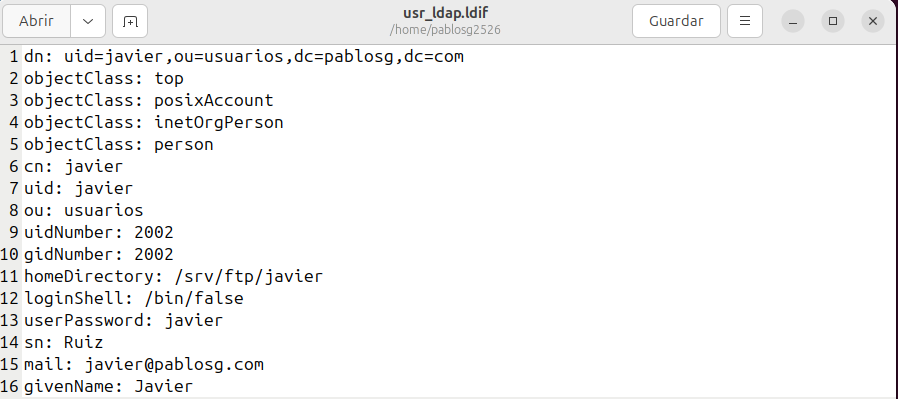 Abrir
usr_ldap.ldif
/home/pablosg2526
Guardar
1 dn: uid=javier,ou=usuarios,dc=pablosg,dc=com
2 objectClass: top
3 objectClass: posixAccount
4 objectClass: inetOrgPerson
5 objectClass: person
6 cn: javier
7 uid: javier
8 ou: usuarios
9 uidNumber: 2002
10 gidNumber: 2002
11 homeDirectory: /srv/ftp/javier
12 loginShell: /bin/false
13 userPassword: javier
14 sn: Ruiz
15 mail: javier@pablosg.com
16 givenName: Javier